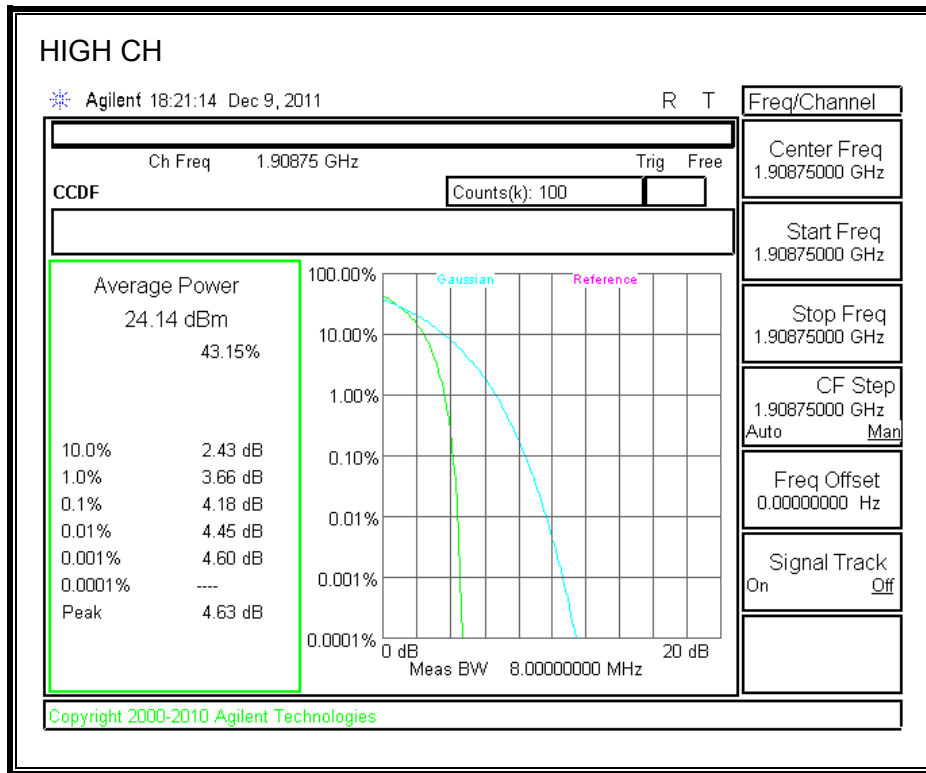 HIGH CH
Agilent 18:21:14 Dec 9, 2011 R T
Freq/Channel
Ch Freq 1.90875 GHz Trig Free
CCDF Counts(k): 100
Average Power
24.14 dBm
43.15%
10.0% 2.43 dB
1.0% 3.66 dB
0.1% 4.18 dB
0.01% 4.45 dB
0.001% 4.60 dB
0.0001% ----
Peak 4.63 dB
Gaussian Reference
100.00%
10.00%
1.00%
0.10%
0.01%
0.001%
0.0001%
0 dB 20 dB
Meas BW 8.00000000 MHz
Center Freq
1.90875000 GHz
Start Freq
1.90875000 GHz
Stop Freq
1.90875000 GHz
CF Step
1.90875000 GHz
Auto Man
Freq Offset
0.00000000 Hz
Signal Track
On Off
Copyright 2000-2010 Agilent Technologies